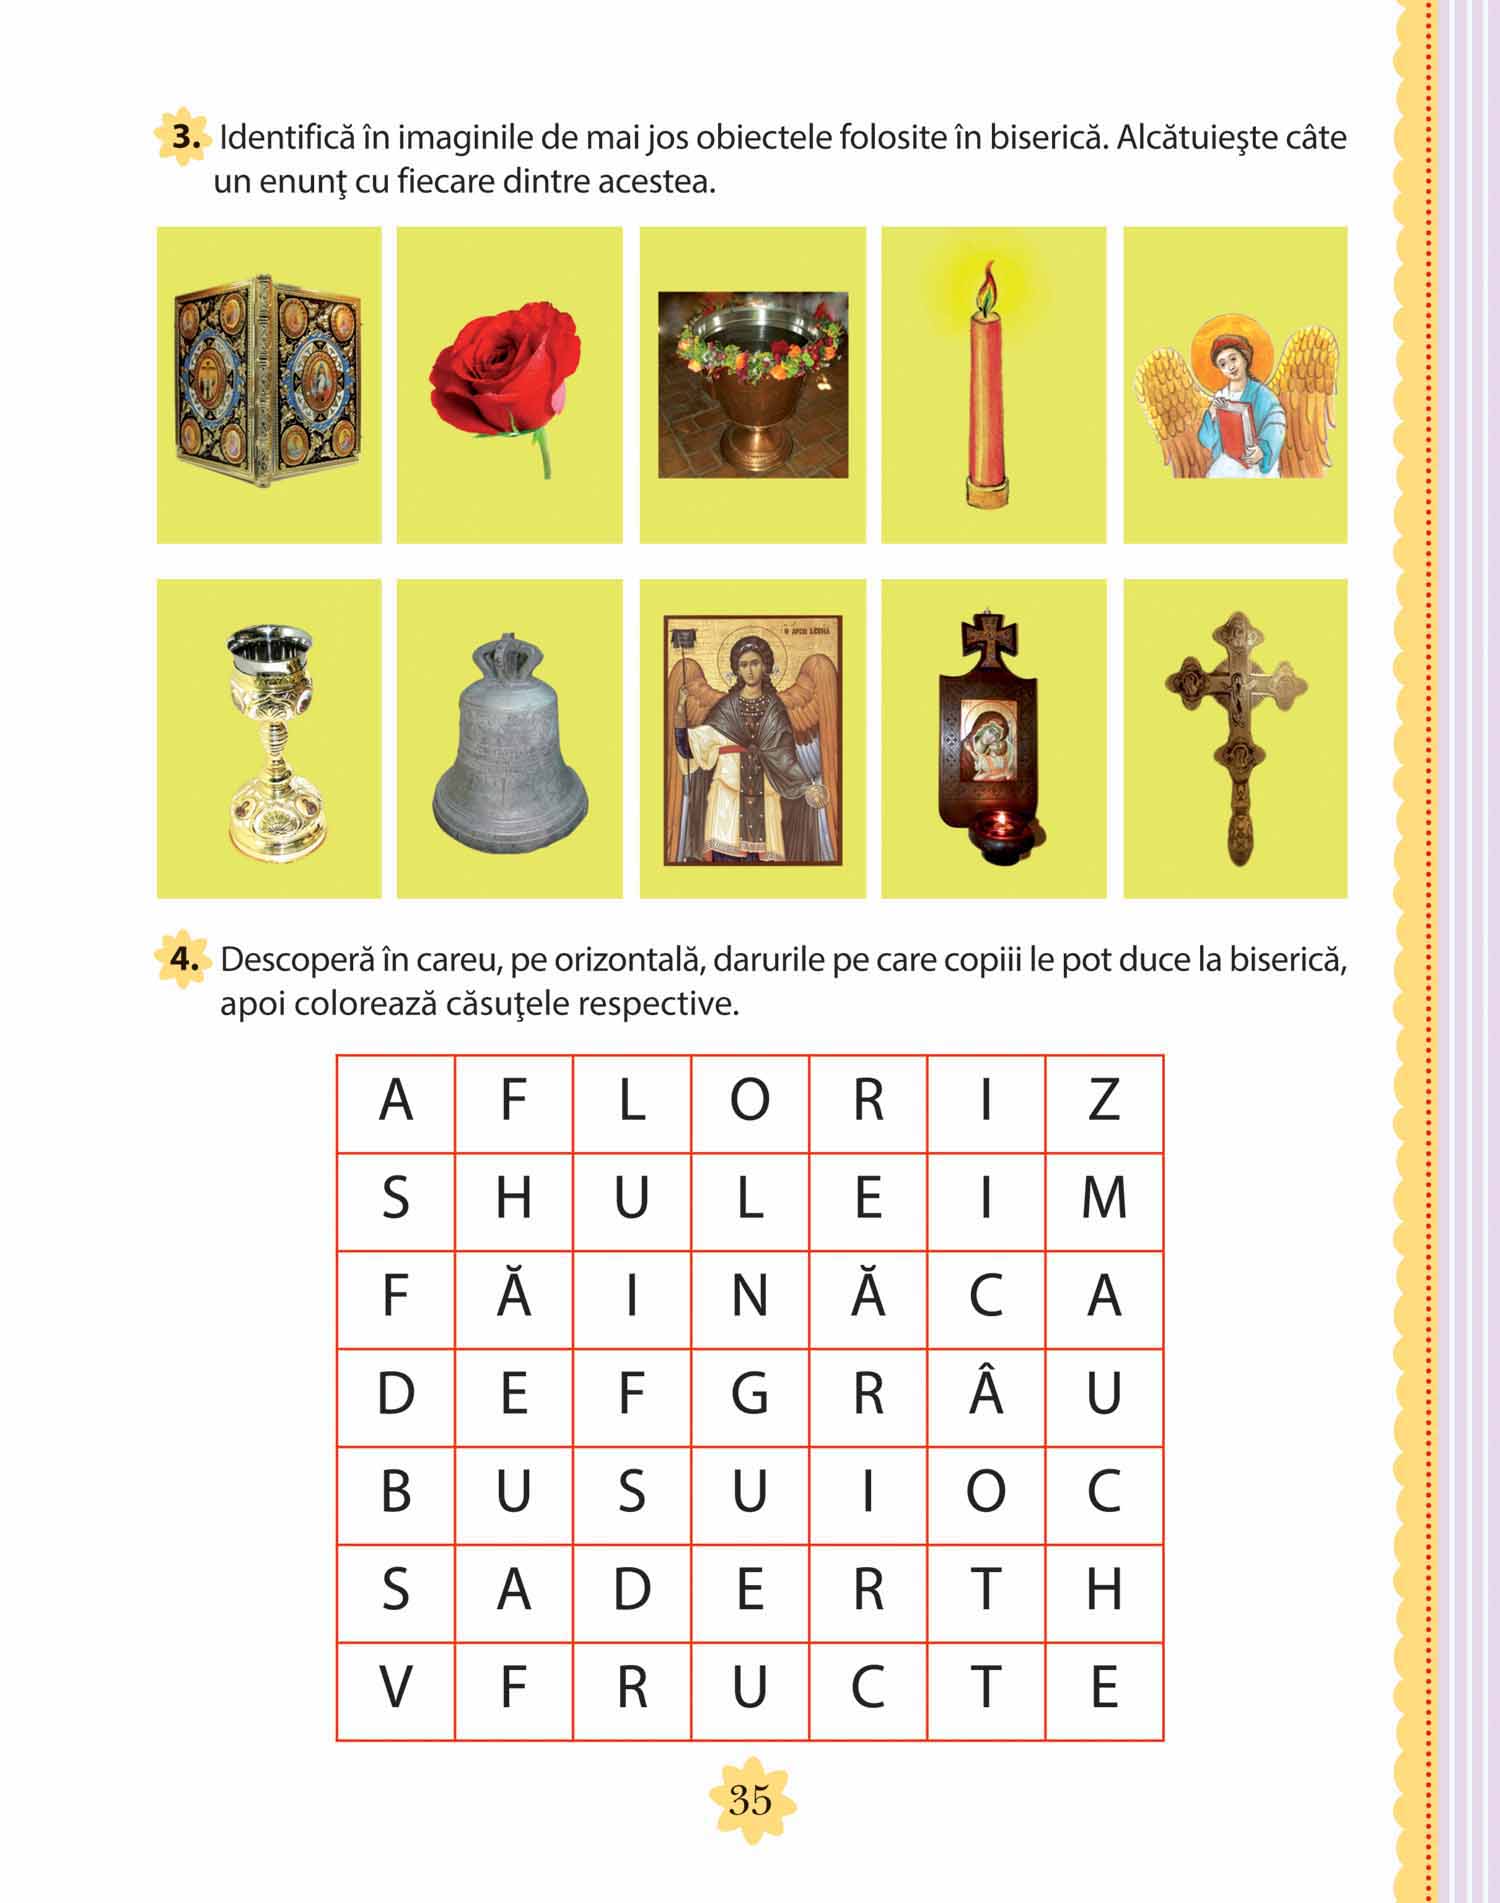 3. Identifică în imaginile de mai jos obiectele folosite în biserică. Alcătuieşte câte
un enunţ cu fiecare dintre acestea.
4. Descoperă în careu, pe orizontală, darurile pe care copiii le pot duce la biserică,
apoi colorează căsuţele respective.
A F L O R I Z
S H U L E I M
F Ă I N Ă C A
D E F G R Â U
B U S U I O C
S A D E R T H
V F R U C T E
35